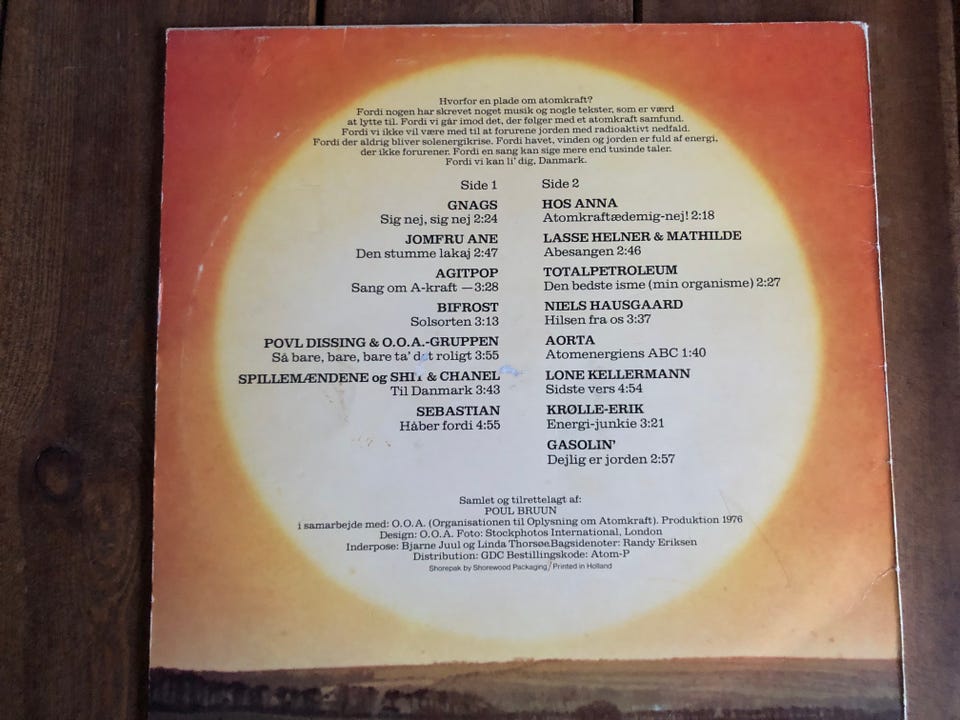 Hvorfor en plade om atomkraft?
Fordi nogen har skrevet noget musik og nogle tekster, som er værd
at lytte til. Fordi vi går imod det, der følger med et atomkraft samfund.
Fordi vi ikke vil være med til at forurene jorden med radioaktivt nedfald.
Fordi der aldrig bliver solenergikrise. Fordi havet, vinden og jorden er fuld af energi,
der ikke forurener. Fordi en sang kan sige mere end tusinde taler.
Fordi vi kan li' dig, Danmark.
Side 1
GNAGS
Sig nej, sig nej 2:24
JOMFRU ANE
Den stumme lakaj 2:47
AGITPOP
Sang om A-kraft — 3:28
BIFROST
Solsorten 3:13
POVL DISSING & O.O.A.-GRUPPEN
Så bare, bare, bare ta' det roligt 3:55
SPILLEMÆNDENE og SHIT & CHANEL
Til Danmark 3:43
SEBASTIAN
Håber fordi 4:55
Side 2
HOS ANNA
Atomkraftædemig-nej! 2:18
LASSE HELNER & MATHILDE
Abesangen 2:46
TOTALPETROLEUM
Den bedste isme (min organisme) 2:27
NIELS HAUSGAARD
Hilsen fra os 3:37
AORTA
Atomenergiens ABC 1:40
LONE KELLERMANN
Sidste vers 4:54
KRØLLE-ERIK
Energi-junkie 3:21
GASOLIN'
Dejlig er jorden 2:57
Samlet og tilrettelagt af:
POUL BRUUN
i samarbejde med: O.O.A. (Organisationen til Oplysning om Atomkraft). Produktion 1976
Design: O.O.A. Foto: Stockphotos International, London
Inderpose: Bjarne Juul og Linda Thorsøe.Bagsidenoter: Randy Eriksen
Distribution: GDC Bestillingskode: Atom-P
Shorepak by Shorewood Packaging/Printed in Holland